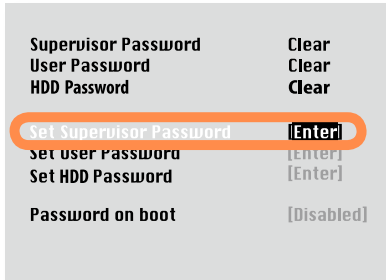 Supervisor Password Clear
User Password Clear
HDD Password Clear
Set Supervisor Password [Enter]
Set User Password [Enter]
Set HDD Password [Enter]
Password on boot [Disabled]